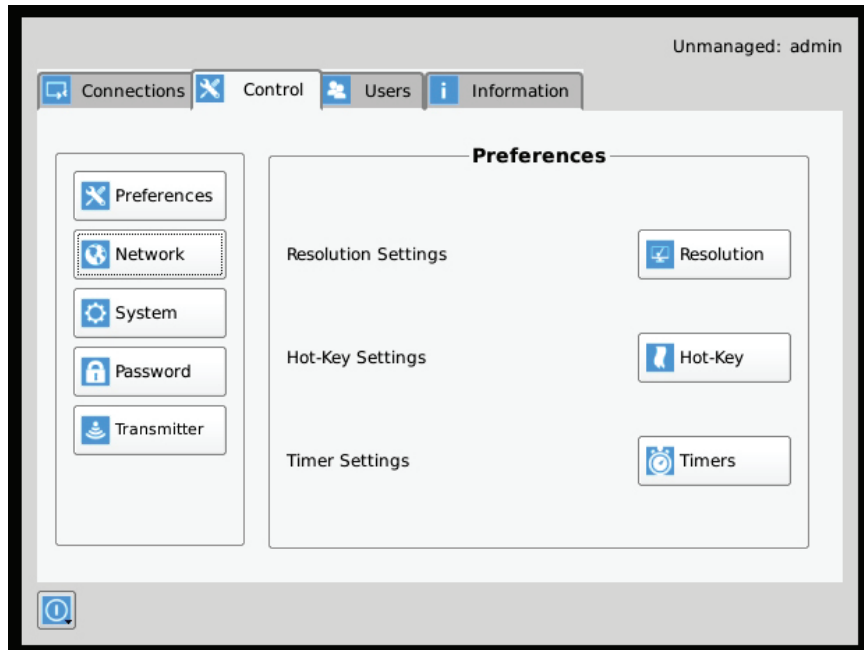 Unmanaged: admin
Connections Control Users Information
Preferences
Preferences
Network
System
Password
Transmitter
Resolution Settings Resolution
Hot-Key Settings Hot-Key
Timer Settings Timers